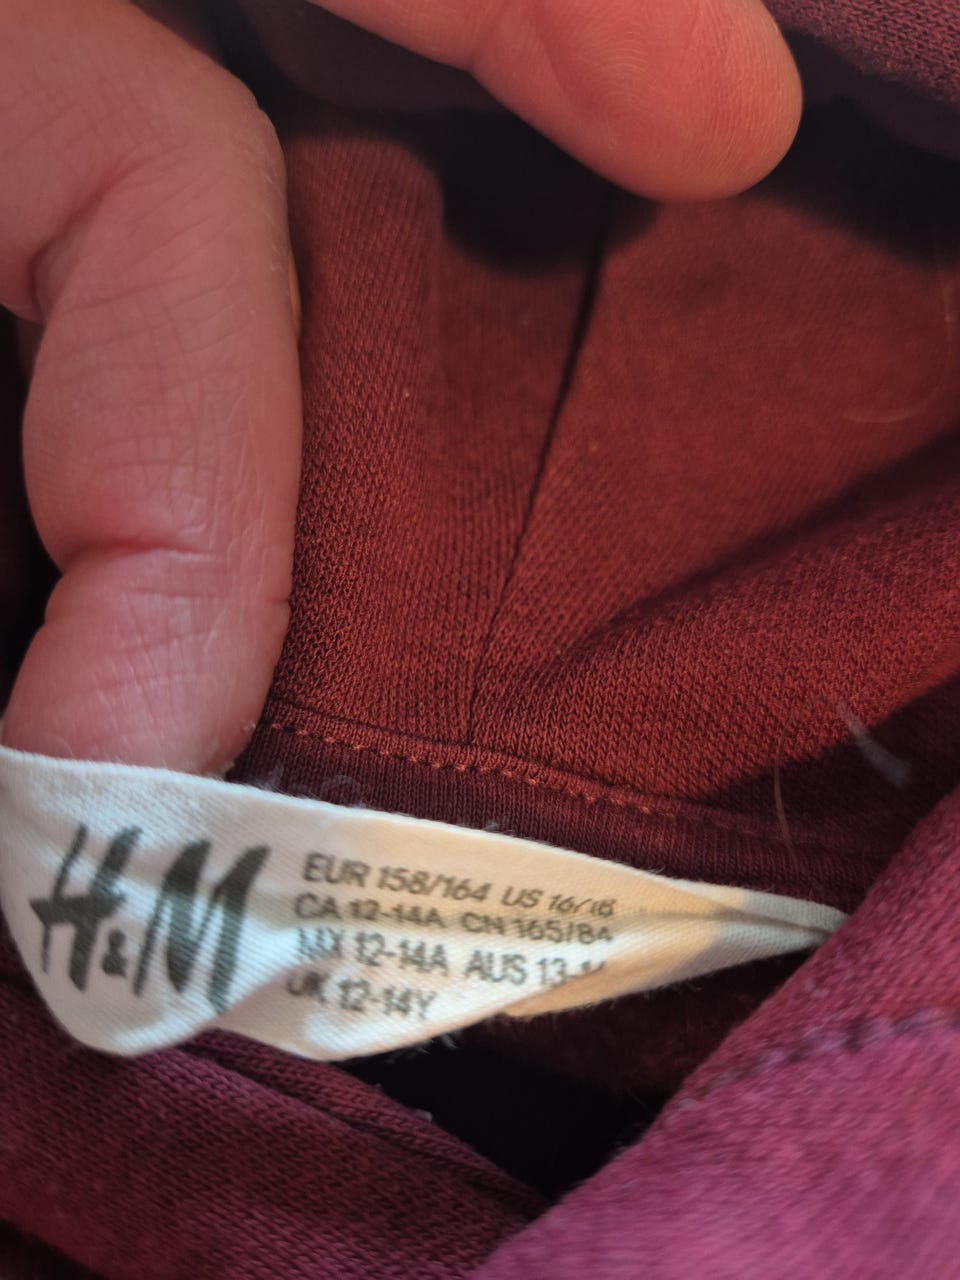 H&M
EUR 158/164 US 16/18
CA 12-14A CN 165/84
MX 12-14A AUS
UK 12-14Y